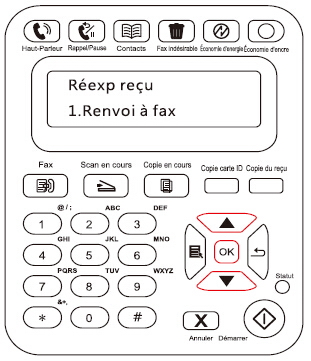 Haut-Parleur Rappel/Pause Contacts Fax indésirable Économie d'energie Économie d'encre
Réexp reçu
1.Renvoi à fax
Fax Scan en cours Copie en cours Copie carte ID Copie du reçu
@/: ABC DEF
1 2 3
GHI JKL MNO
4 5 6 OK
PQRS TUV WXYZ
7 8 9 Statut
&+,
* 0 # X
Annuler Démarrer